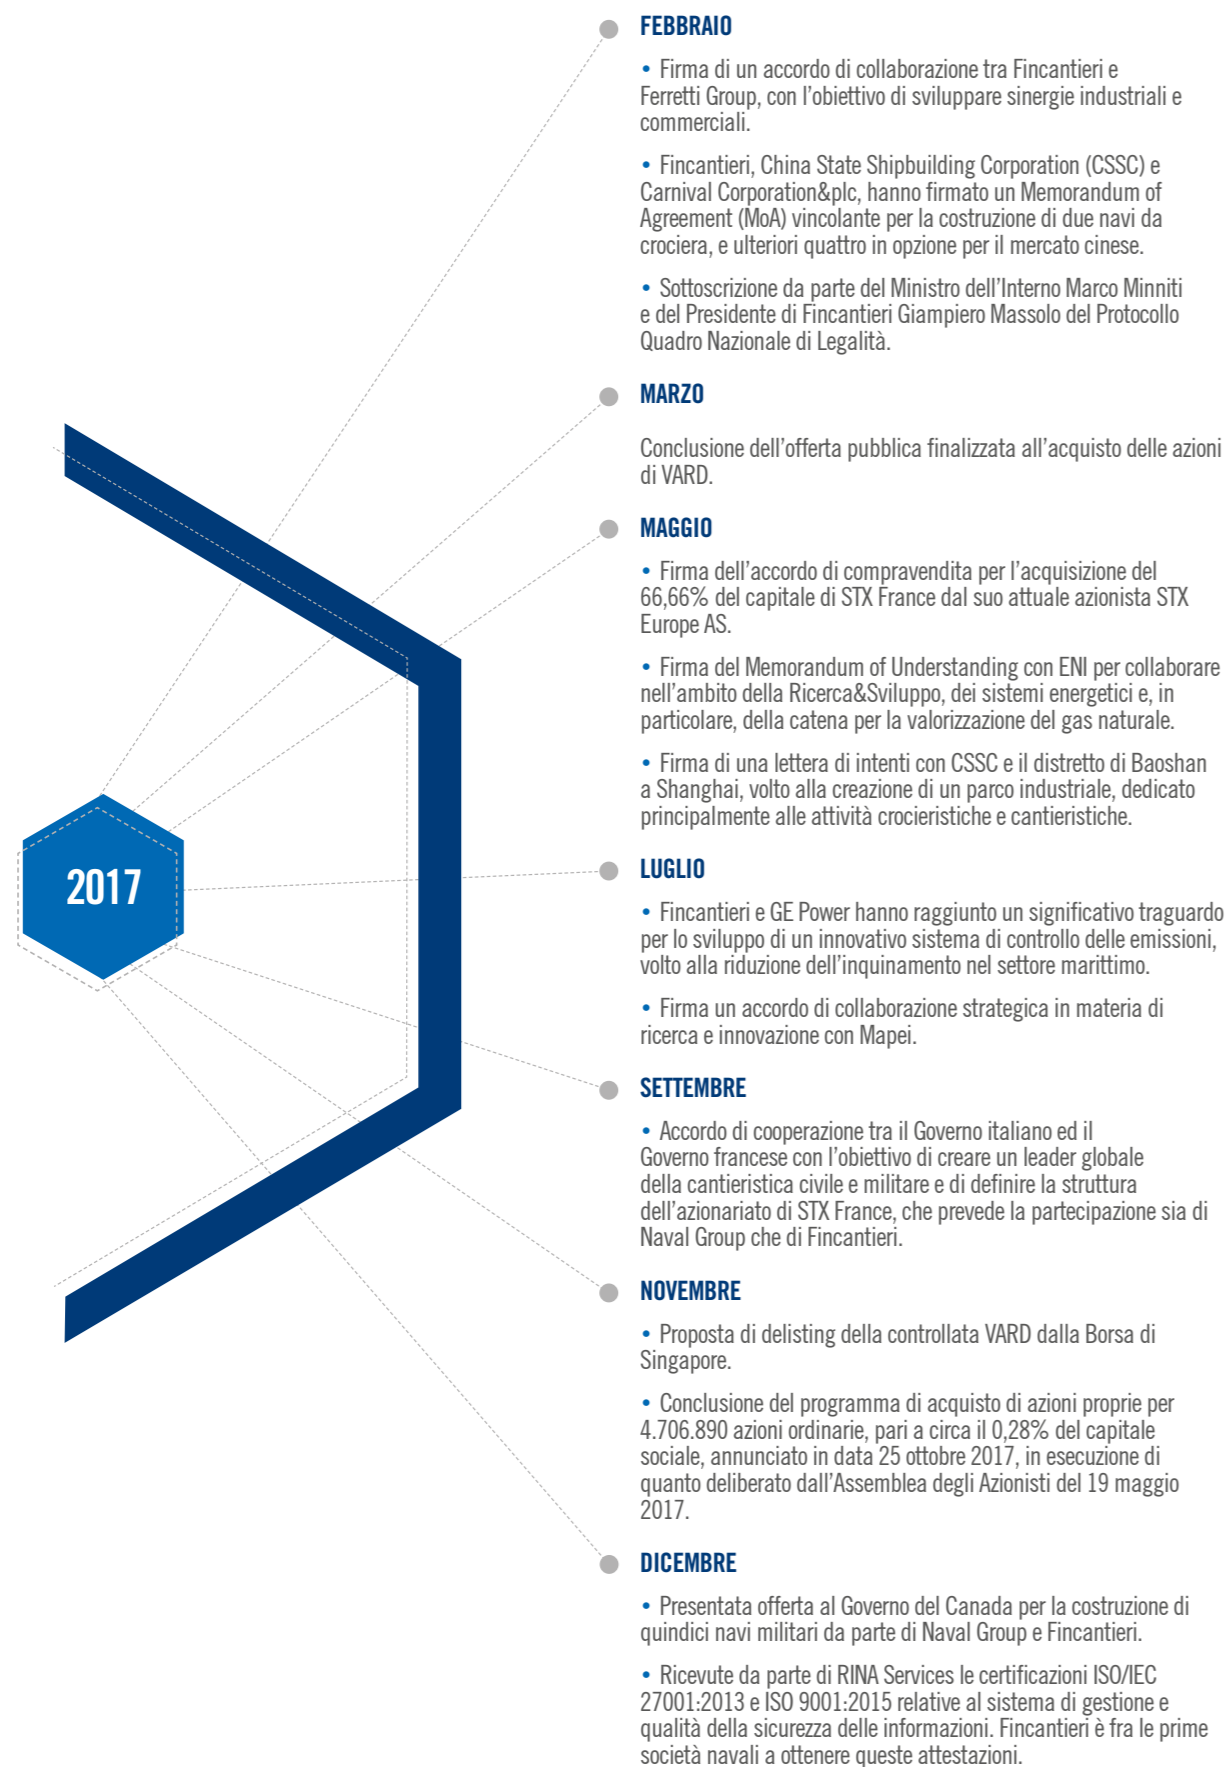 FEBBRAIO
• Firma di un accordo di collaborazione tra Fincantieri e
Ferretti Group, con l’obiettivo di sviluppare sinergie industriali e
commerciali.
• Fincantieri, China State Shipbuilding Corporation (CSSC) e
Carnival Corporation&plc, hanno firmato un Memorandum of
Agreement (MoA) vincolante per la costruzione di due navi da
crociera, e ulteriori quattro in opzione per il mercato cinese.
• Sottoscrizione da parte del Ministro dell’Interno Marco Minniti
e del Presidente di Fincantieri Giampiero Massolo del Protocollo
Quadro Nazionale di Legalità.
MARZO
Conclusione dell’offerta pubblica finalizzata all’acquisto delle azioni
di VARD.
MAGGIO
• Firma dell’accordo di compravendita per l’acquisizione del
66,66% del capitale di STX France dal suo attuale azionista STX
Europe AS.
• Firma del Memorandum of Understanding con ENI per collaborare
nell’ambito della Ricerca&Sviluppo, dei sistemi energetici e, in
particolare, della catena per la valorizzazione del gas naturale.
• Firma di una lettera di intenti con CSSC e il distretto di Baoshan
a Shanghai, volto alla creazione di un parco industriale, dedicato
principalmente alle attività crocieristiche e cantieristiche.
2017
LUGLIO
• Fincantieri e GE Power hanno raggiunto un significativo traguardo
per lo sviluppo di un innovativo sistema di controllo delle emissioni,
volto alla riduzione dell’inquinamento nel settore marittimo.
• Firma un accordo di collaborazione strategica in materia di
ricerca e innovazione con Mapei.
SETTEMBRE
• Accordo di cooperazione tra il Governo italiano ed il
Governo francese con l’obiettivo di creare un leader globale
della cantieristica civile e militare e di definire la struttura
dell’azionariato di STX France, che prevede la partecipazione sia di
Naval Group che di Fincantieri.
NOVEMBRE
• Proposta di delisting della controllata VARD dalla Borsa di
Singapore.
• Conclusione del programma di acquisto di azioni proprie per
4.706.890 azioni ordinarie, pari a circa il 0,28% del capitale
sociale, annunciato in data 25 ottobre 2017, in esecuzione di
quanto deliberato dall’Assemblea degli Azionisti del 19 maggio
2017.
DICEMBRE
• Presentata offerta al Governo del Canada per la costruzione di
quindici navi militari da parte di Naval Group e Fincantieri.
• Ricevute da parte di RINA Services le certificazioni ISO/IEC
27001:2013 e ISO 9001:2015 relative al sistema di gestione e
qualità della sicurezza delle informazioni. Fincantieri è fra le prime
società navali a ottenere queste attestazioni.